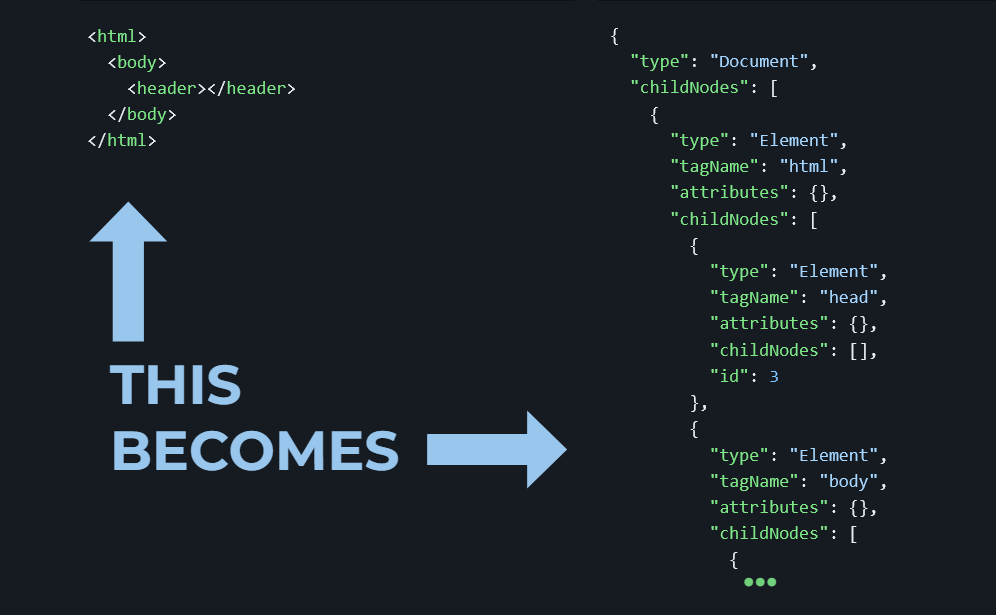 <html>
  <body>
    <header></header>
  </body>
</html>
THIS
BECOMES
{
  "type": "Document",
  "childNodes": [
    {
      "type": "Element",
      "tagName": "html",
      "attributes": {},
      "childNodes": [
        {
          "type": "Element",
          "tagName": "head",
          "attributes": {},
          "childNodes": [],
          "id": 3
        },
        {
          "type": "Element",
          "tagName": "body",
          "attributes": {},
          "childNodes": [
            {
              •••